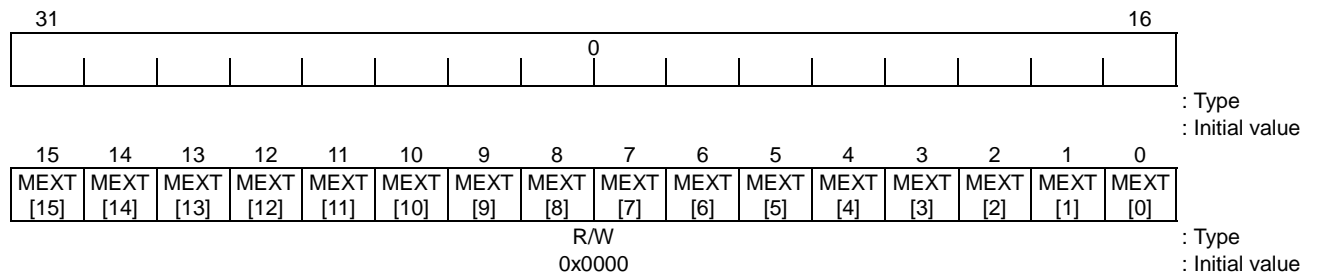 31 16
0
: Type
: Initial value
15 14 13 12 11 10 9 8 7 6 5 4 3 2 1 0
MEXT MEXT MEXT MEXT MEXT MEXT MEXT MEXT MEXT MEXT MEXT MEXT MEXT MEXT MEXT MEXT
[15] [14] [13] [12] [11] [10] [9] [8] [7] [6] [5] [4] [3] [2] [1] [0]
R/W : Type
0x0000 : Initial value